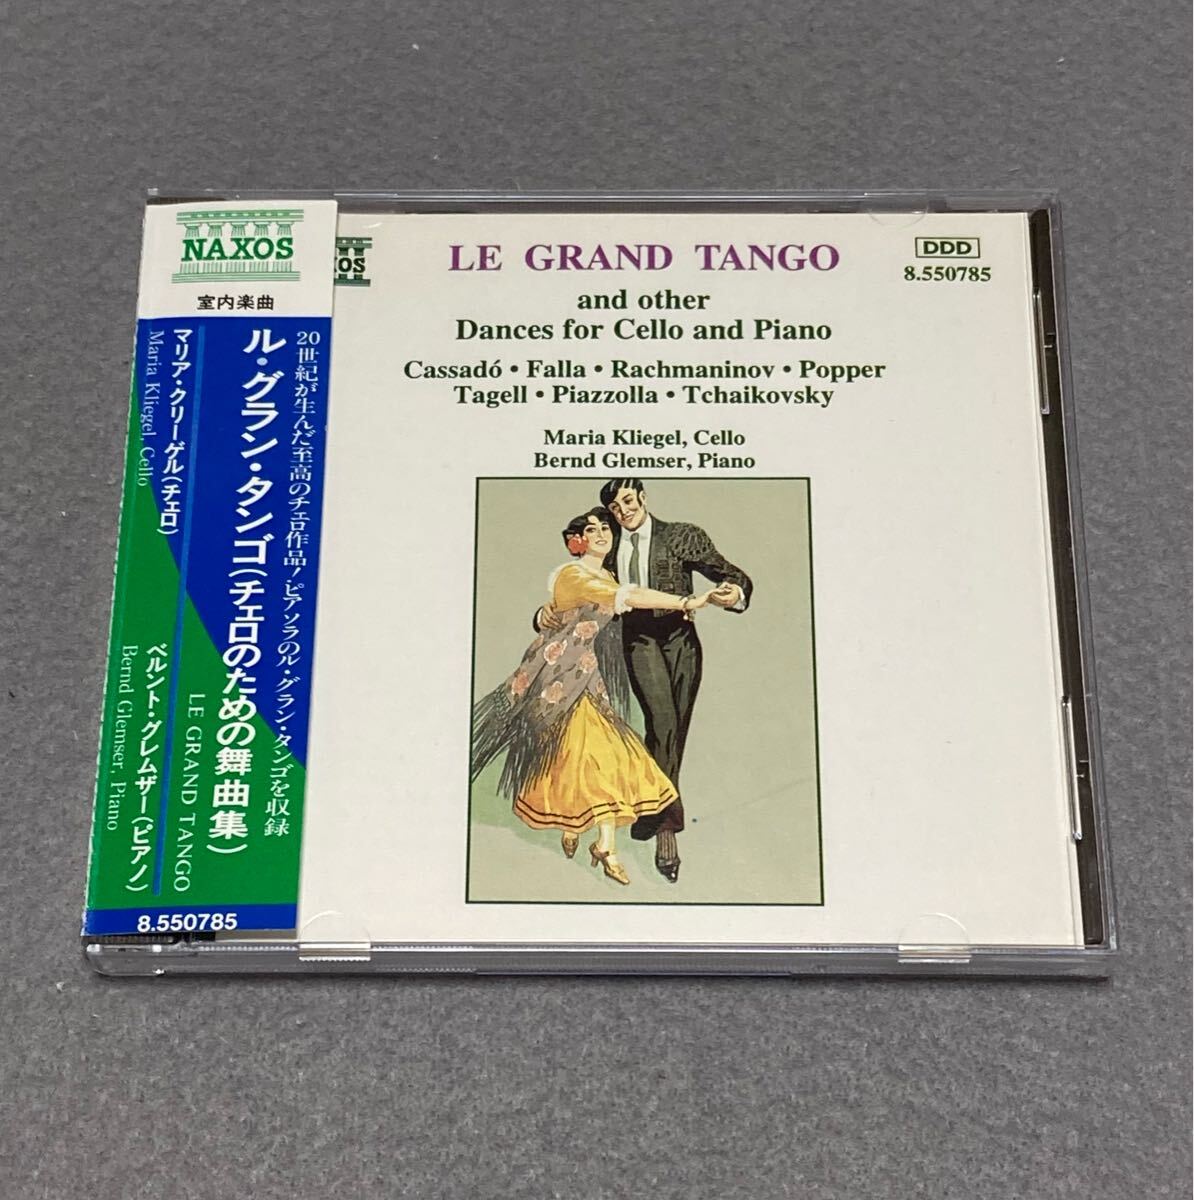 NAXOS
室内楽曲
20世紀が生んだ至高のチェロ作品!ピアソラのル・グラン・タンゴを収録
ル・グラン・タンゴ(チェロのための舞曲集)
LE GRAND TANGO
マリア・クリーゲル(チェロ)
Maria Kliegel, Cello
ベルント・グレムザー(ピアノ)
Bernd Glemser, Piano
8.550785
XOS
LE GRAND TANGO
and other
Dances for Cello and Piano
Cassadó • Falla • Rachmaninov • Popper
Tagell • Piazzolla • Tchaikovsky
Maria Kliegel, Cello
Bernd Glemser, Piano
DDD
8.550785